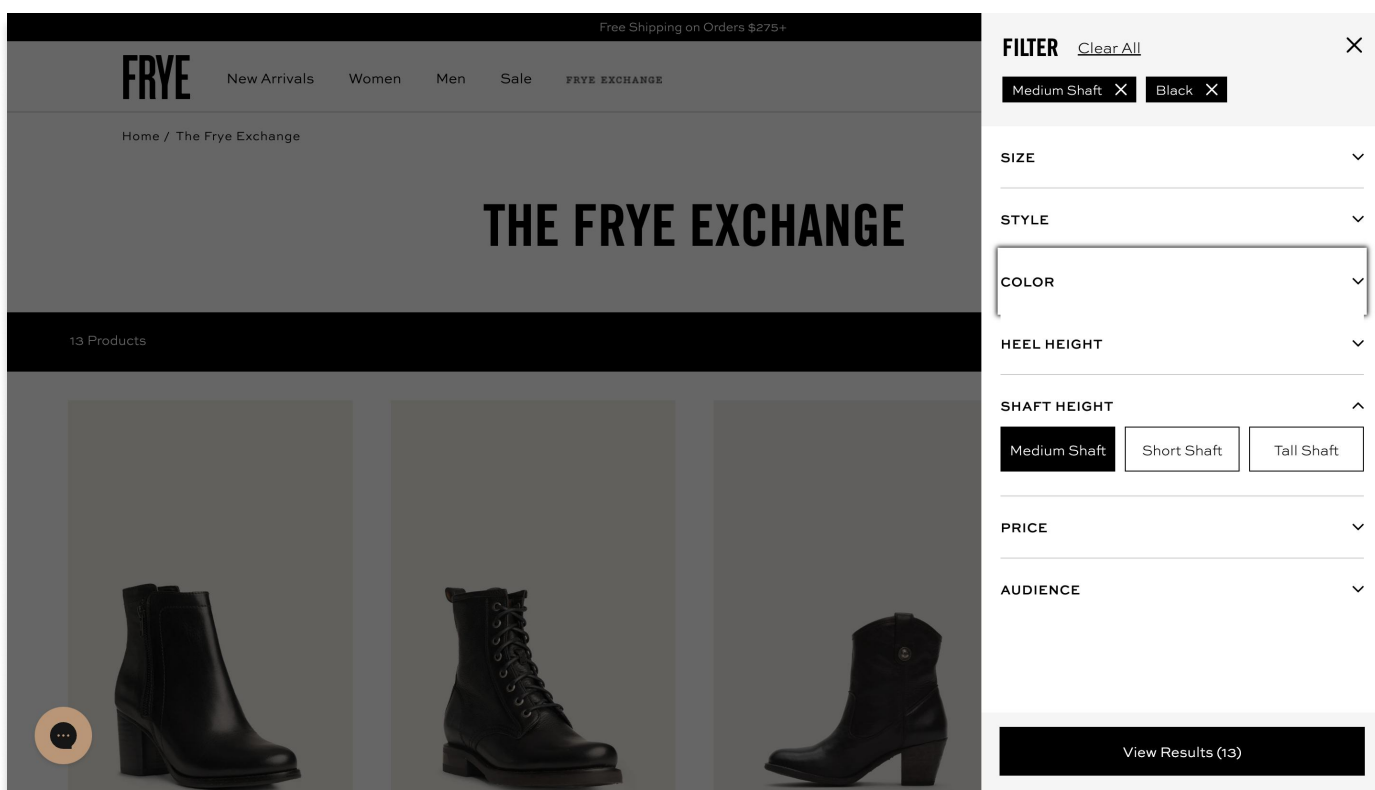 Free Shipping on Orders $275+
FRYE New Arrivals Women Men Sale FRYE EXCHANGE
Home / The Frye Exchange
THE FRYE EXCHANGE
13 Products
FILTER Clear All
Medium Shaft Black
SIZE
STYLE
COLOR
HEEL HEIGHT
SHAFT HEIGHT
Medium Shaft Short Shaft Tall Shaft
PRICE
AUDIENCE
View Results (13)